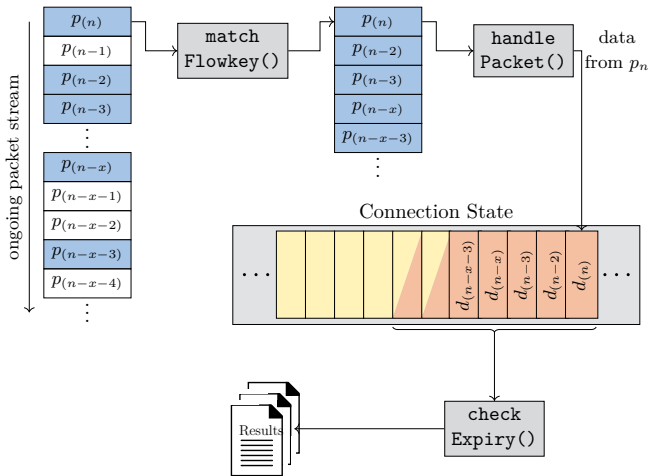 ongoing packet stream
p(n)
p(n-1)
p(n-2)
p(n-3)
⋮
p(n-x)
p(n-x-1)
p(n-x-2)
p(n-x-3)
p(n-x-4)
⋮
match
Flowkey()
p(n)
p(n-2)
p(n-3)
p(n-x)
p(n-x-3)
⋮
handle
Packet()
data
from pn
Connection State
...
d(n-x-3)
d(n-x)
d(n-3)
d(n-2)
d(n)
...
check
Expiry()
Results